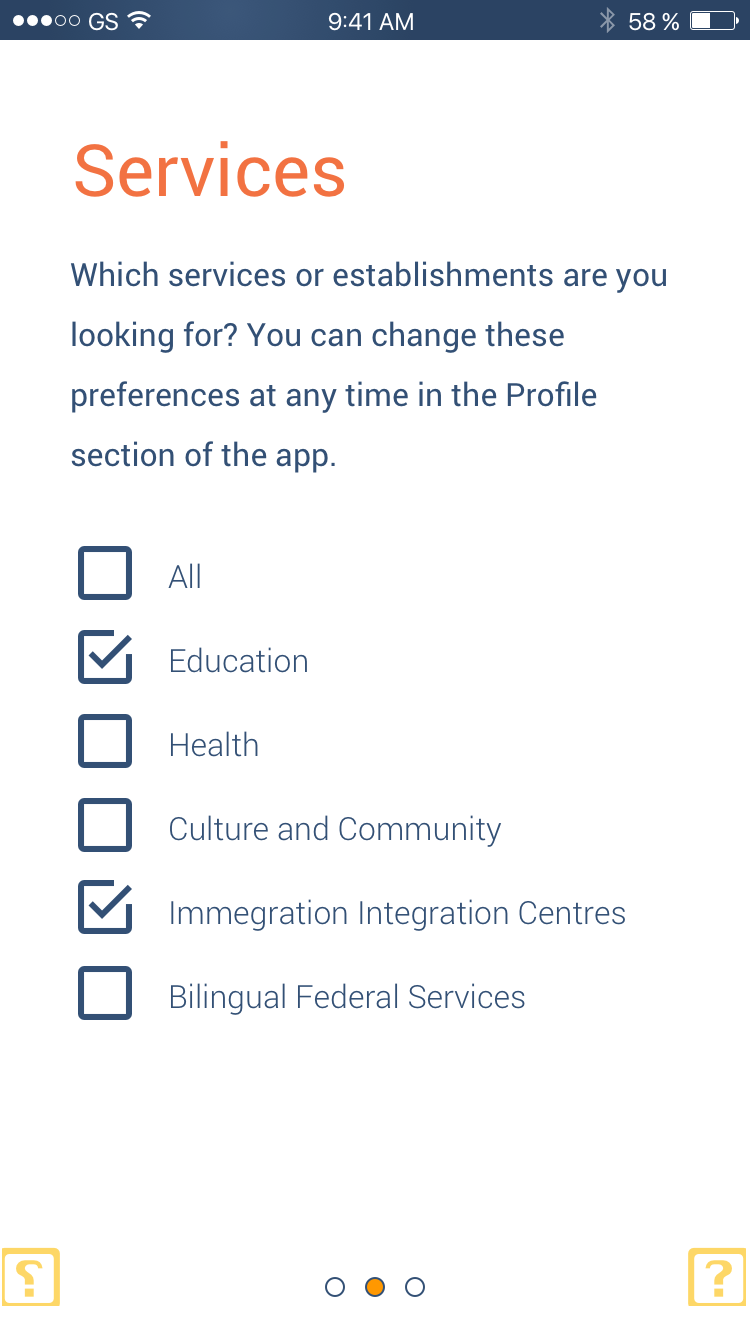 GS 9:41 AM 58 %
Services
Which services or establishments are you
looking for? You can change these
preferences at any time in the Profile
section of the app.
All
Education
Health
Culture and Community
Immegration Integration Centres
Bilingual Federal Services
? ?